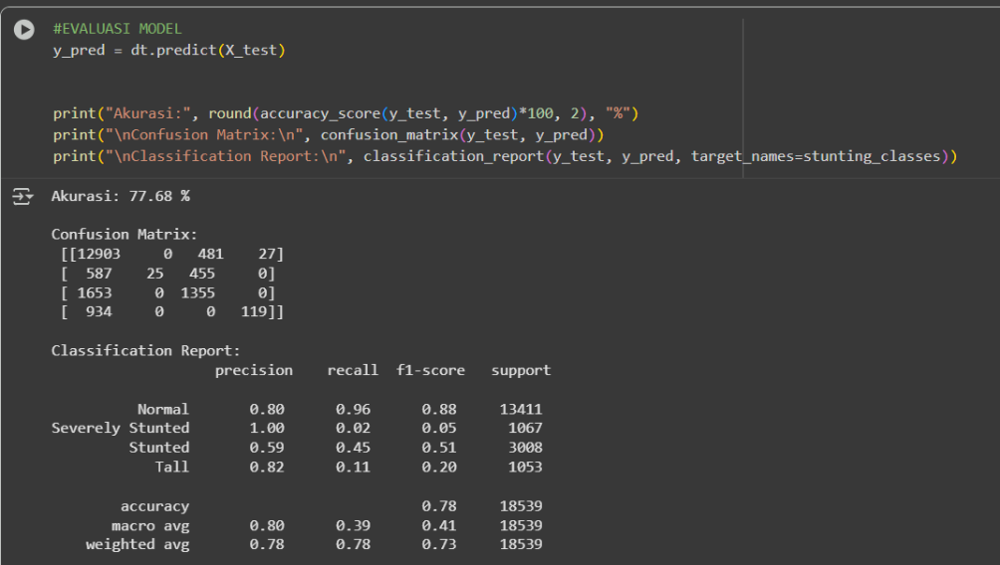 #EVALUASI MODEL
y_pred = dt.predict(X_test)
print("Akurasi:", round(accuracy_score(y_test, y_pred)*100, 2), "%")
print("\nConfusion Matrix:\n", confusion_matrix(y_test, y_pred))
print("\nClassification Report:\n", classification_report(y_test, y_pred, target_names=stunting_classes))
Akurasi: 77.68 %
Confusion Matrix:
[[12903     0   481    27]
[  587    25   455     0]
[ 1653     0  1355     0]
[  934     0     0   119]]
Classification Report:
precision    recall  f1-score   support
Normal       0.80      0.96      0.88     13411
Severely Stunted       1.00      0.02      0.05      1067
Stunted       0.59      0.45      0.51      3008
Tall       0.82      0.11      0.20      1053
accuracy                           0.78     18539
macro avg       0.80      0.39      0.41     18539
weighted avg       0.78      0.78      0.73     18539